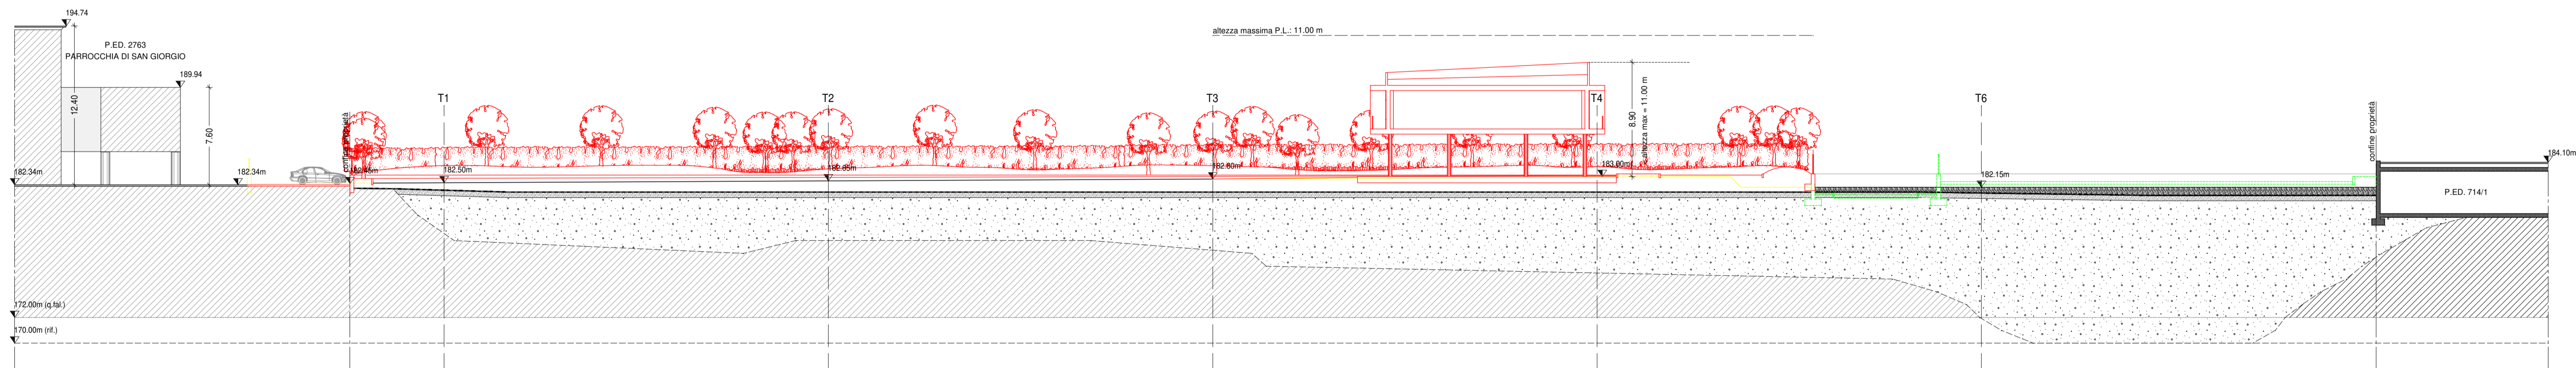 194.74
P.ED. 2763
PARROCCHIA DI SAN GIORGIO
189.94
12.40
7.60
altezza massima P.L.: 11.00 m
T1
T2
T3
T4
T6
8.90
< altezza max = 11.00 m
confine proprietà
confine proprietà
182.34m
182.34m
182.45m
182.50m
182.65m
182.80m
183.00m
182.15m
184.10m
P.ED. 714/1
172.00m (q.fal.)
170.00m (rif.)